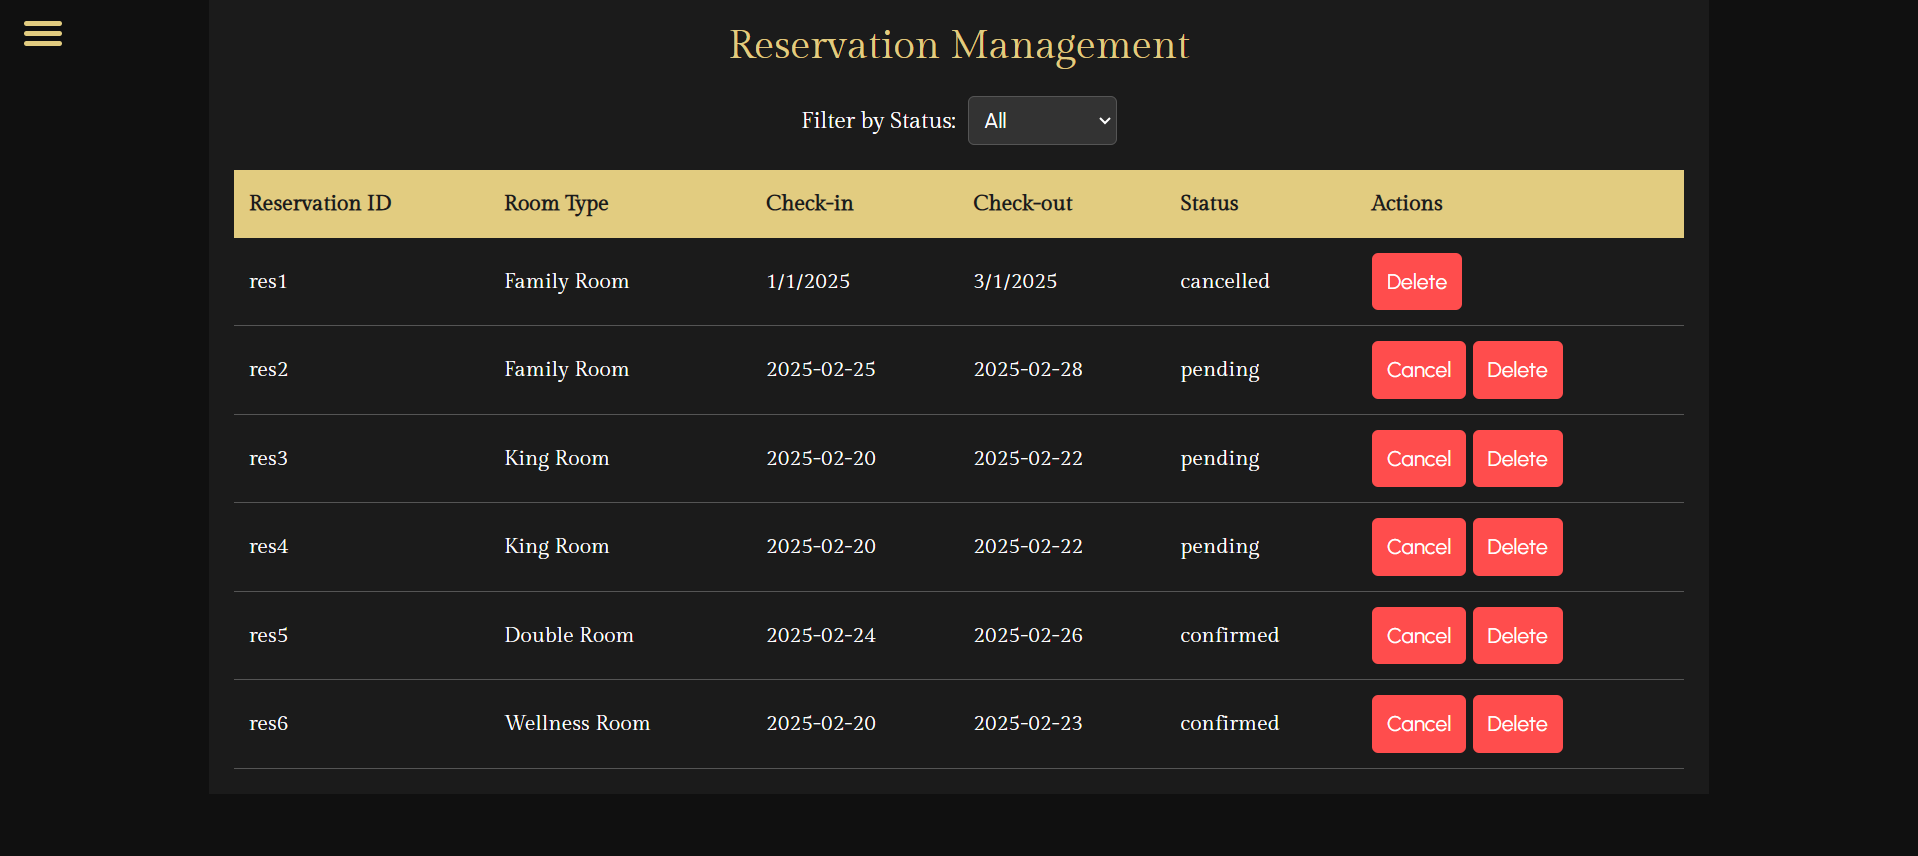 Reservation Management
Filter by Status: All
Reservation ID Room Type Check-in Check-out Status Actions
res1 Family Room 1/1/2025 3/1/2025 cancelled Delete
res2 Family Room 2025-02-25 2025-02-28 pending Cancel Delete
res3 King Room 2025-02-20 2025-02-22 pending Cancel Delete
res4 King Room 2025-02-20 2025-02-22 pending Cancel Delete
res5 Double Room 2025-02-24 2025-02-26 confirmed Cancel Delete
res6 Wellness Room 2025-02-20 2025-02-23 confirmed Cancel Delete